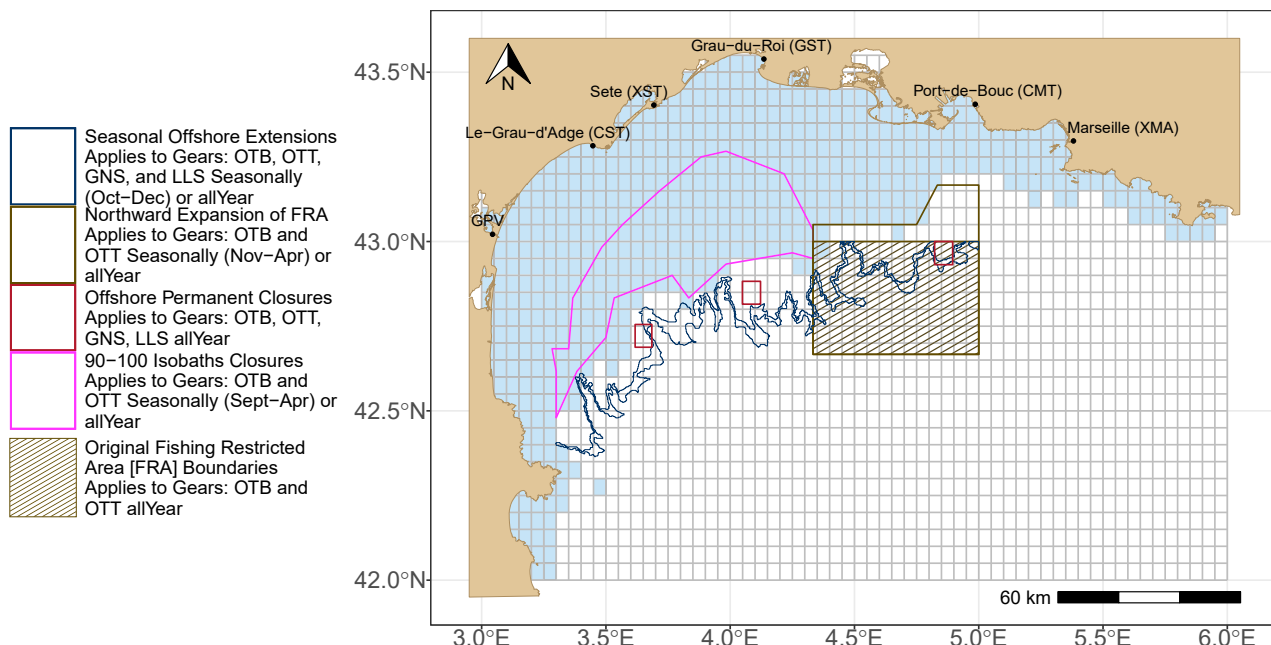 Seasonal Offshore Extensions
Applies to Gears: OTB, OTT,
GNS, and LLS Seasonally
(Oct−Dec) or allYear
Northward Expansion of FRA
Applies to Gears: OTB and
OTT Seasonally (Nov−Apr) or
allYear
Offshore Permanent Closures
Applies to Gears: OTB, OTT,
GNS, LLS allYear
90−100 Isobaths Closures
Applies to Gears: OTB and
OTT Seasonally (Sept−Apr) or
allYear
Original Fishing Restricted
Area [FRA] Boundaries
Applies to Gears: OTB and
OTT allYear
43.5°N
43.0°N
42.5°N
42.0°N
N
Grau−du−Roi (GST)
Sete (XST)
Port−de−Bouc (CMT)
Le−Grau−d'Adge (CST)
Marseille (XMA)
GPV
60 km
3.0°E
3.5°E
4.0°E
4.5°E
5.0°E
5.5°E
6.0°E